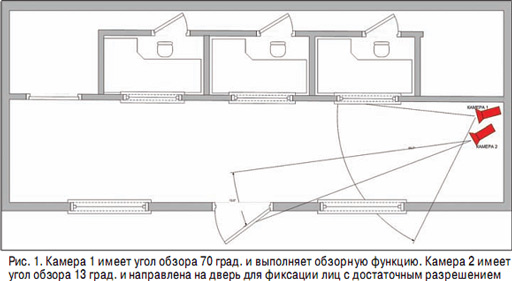 КАМЕРА 1
КАМЕРА 2
Рис. 1. Камера 1 имеет угол обзора 70 град. и выполняет обзорную функцию. Камера 2 имеет
угол обзора 13 град. и направлена на дверь для фиксации лиц с достаточным разрешением